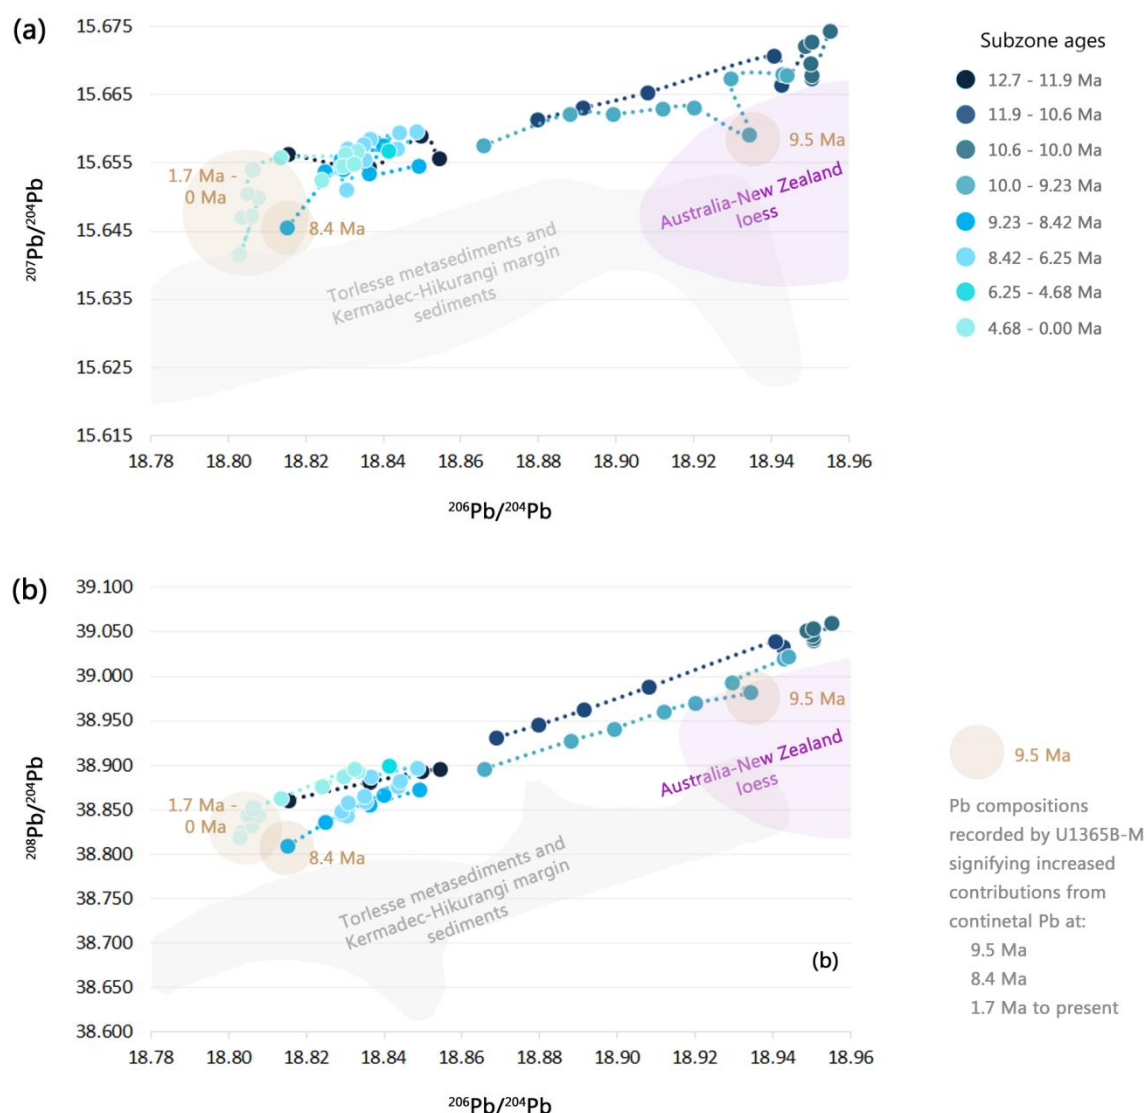 (a)
15.675
15.665
15.655
15.645
15.635
15.625
15.615
²⁰⁷Pb/²⁰⁴Pb
1.7 Ma -
0 Ma
8.4 Ma
9.5 Ma
Australia-New Zealand
loess
Torlesse metasediments and
Kermadec-Hikurangi margin
sediments
18.78 18.80 18.82 18.84 18.86 18.88 18.90 18.92 18.94 18.96
²⁰⁶Pb/²⁰⁴Pb
Subzone ages
12.7 - 11.9 Ma
11.9 - 10.6 Ma
10.6 - 10.0 Ma
10.0 - 9.23 Ma
9.23 - 8.42 Ma
8.42 - 6.25 Ma
6.25 - 4.68 Ma
4.68 - 0.00 Ma
(b)
39.100
39.050
39.000
38.950
38.900
38.850
38.800
38.750
38.700
38.650
38.600
²⁰⁸Pb/²⁰⁴Pb
1.7 Ma -
0 Ma
8.4 Ma
9.5 Ma
Australia-New Zealand
loess
Torlesse metasediments and
Kermadec-Hikurangi margin
sediments
(b)
18.78 18.80 18.82 18.84 18.86 18.88 18.90 18.92 18.94 18.96
²⁰⁶Pb/²⁰⁴Pb
9.5 Ma
Pb compositions
recorded by U1365B-M
signifying increased
contributions from
continetal Pb at:
9.5 Ma
8.4 Ma
1.7 Ma to present